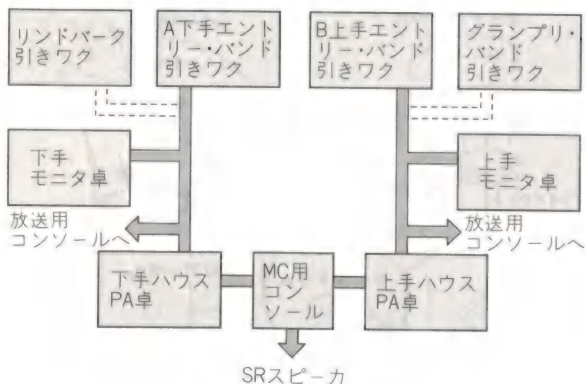 リンドバーク
引きワク
A下手エント
リー・バンド
引きワク
B上手エント
リー・バンド
引きワク
グランプリ・
バンド
引きワク
下手
モニタ卓
上手
モニタ卓
放送用
コンソールへ
放送用
コンソールへ
下手ハウス
PA卓
MC用
コン
ソール
上手ハウス
PA卓
SRスピーカ